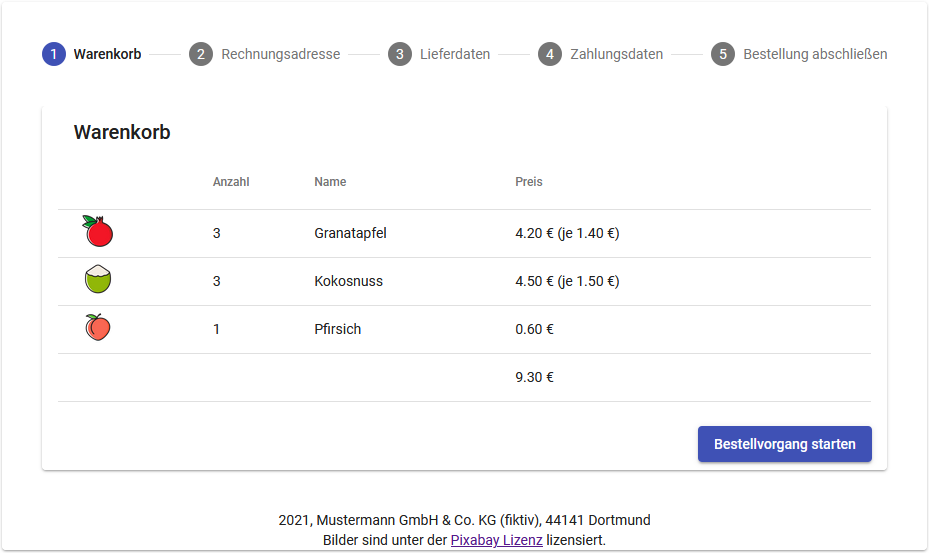 1 Warenkorb 2 Rechnungsadresse 3 Lieferdaten 4 Zahlungsdaten 5 Bestellung abschließen
Warenkorb
Anzahl Name Preis
3 Granatapfel 4.20 € (je 1.40 €)
3 Kokosnuss 4.50 € (je 1.50 €)
1 Pfirsich 0.60 €
9.30 €
Bestellvorgang starten
2021, Mustermann GmbH & Co. KG (fiktiv), 44141 Dortmund
Bilder sind unter der Pixabay Lizenz lizensiert.